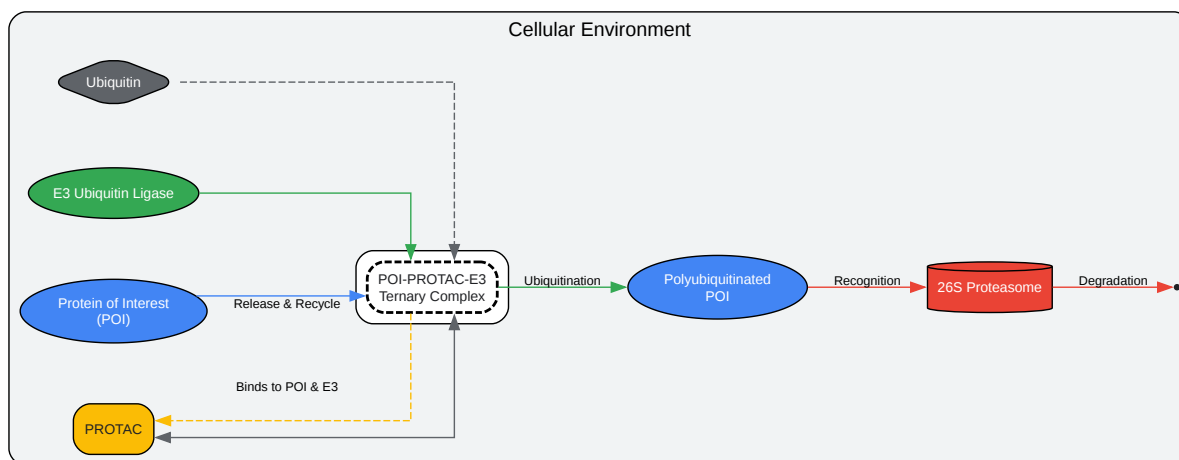 Cellular Environment
Ubiquitin
E3 Ubiquitin Ligase
Protein of Interest
(POI)
Release & Recycle
POI-PROTAC-E3
Ternary Complex
Ubiquitination
Polyubiquitinated
POI
Recognition
26S Proteasome
Degradation
Binds to POI & E3
PROTAC